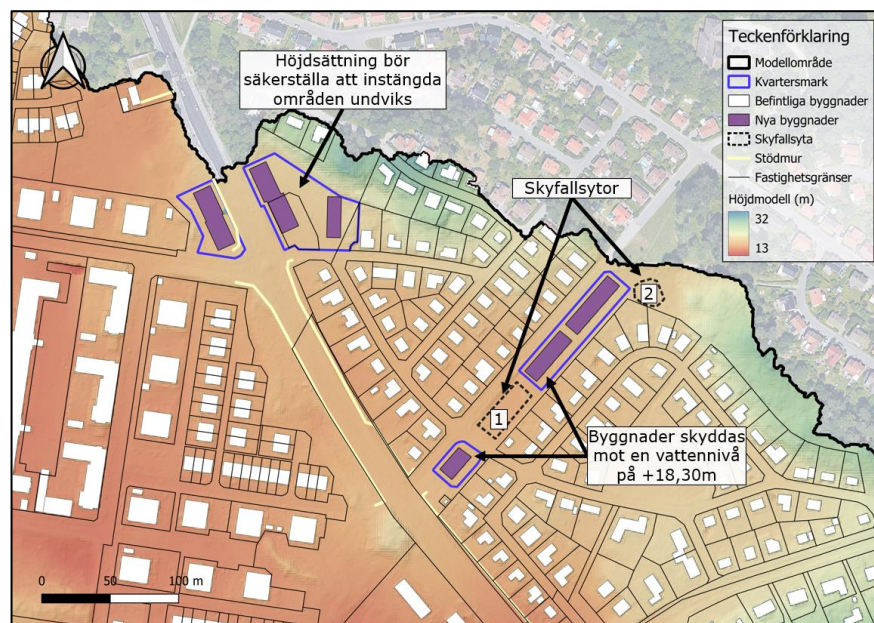 Höjdsättning bör
säkerställa att instängda
områden undviks
Skyfallsytor
2
1
Byggnader skyddas
mot en vattennivå
på +18,30m
0
50
100 m
Teckenförklaring
Modellområde
Kvartersmark
Befintliga byggnader
Nya byggnader
Skyfallsyta
Stödmur
Fastighetsgränser
Höjdmodell (m)
32
13